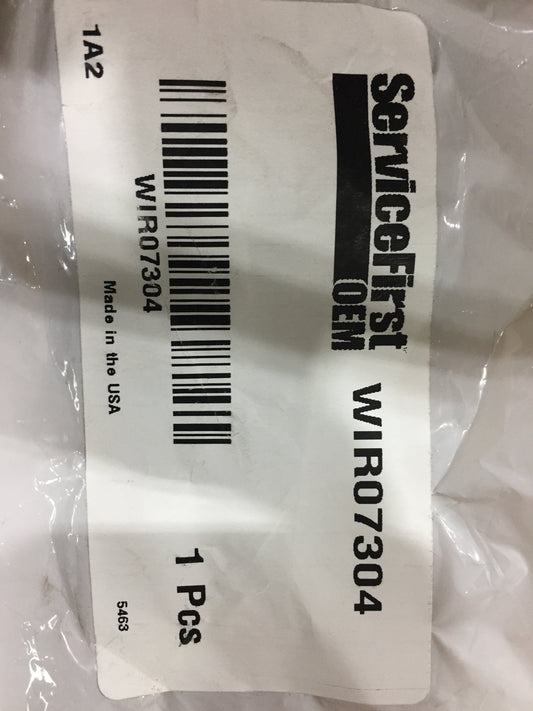 ServiceFirst
OEM
WIR07304
WIR07304
1 Pcs
Made in the USA
1A2
5463